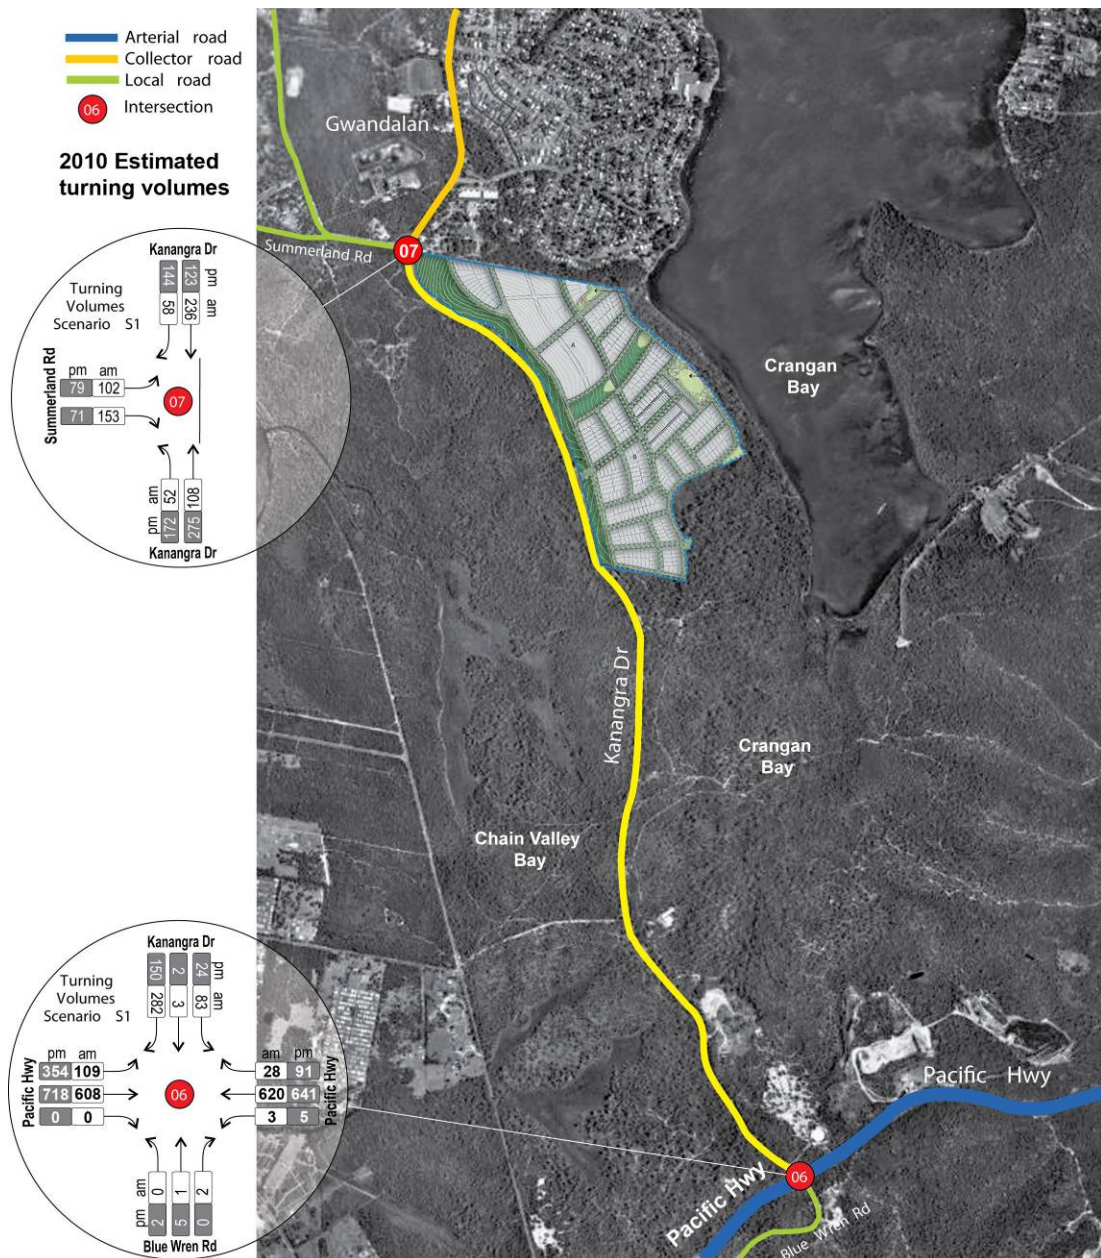 Arterial road
Collector road
Local road
06 Intersection
2010 Estimated
turning volumes
Kanangra Dr
144 123 pm
58 236 am
Turning
Volumes
Scenario S1
Summerland Rd
pm am
79 102
71 153
07
am 52 108
pm 172 275
Kanangra Dr
Gwandalan
Summerland Rd
07
A
B
Crangan
Bay
Kanangra Dr
Crangan
Bay
Chain Valley
Bay
Kanangra Dr
150 2 24 pm
282 3 83 am
Turning
Volumes
Scenario S1
Pacific Hwy
pm am
354 109
718 608
0 0
06
am pm
28 91
620 641
3 5
Pacific Hwy
am 0 1 2
pm 2 5 0
Blue Wren Rd
Pacific Hwy
Pacific Hwy
06
Blue Wren Rd